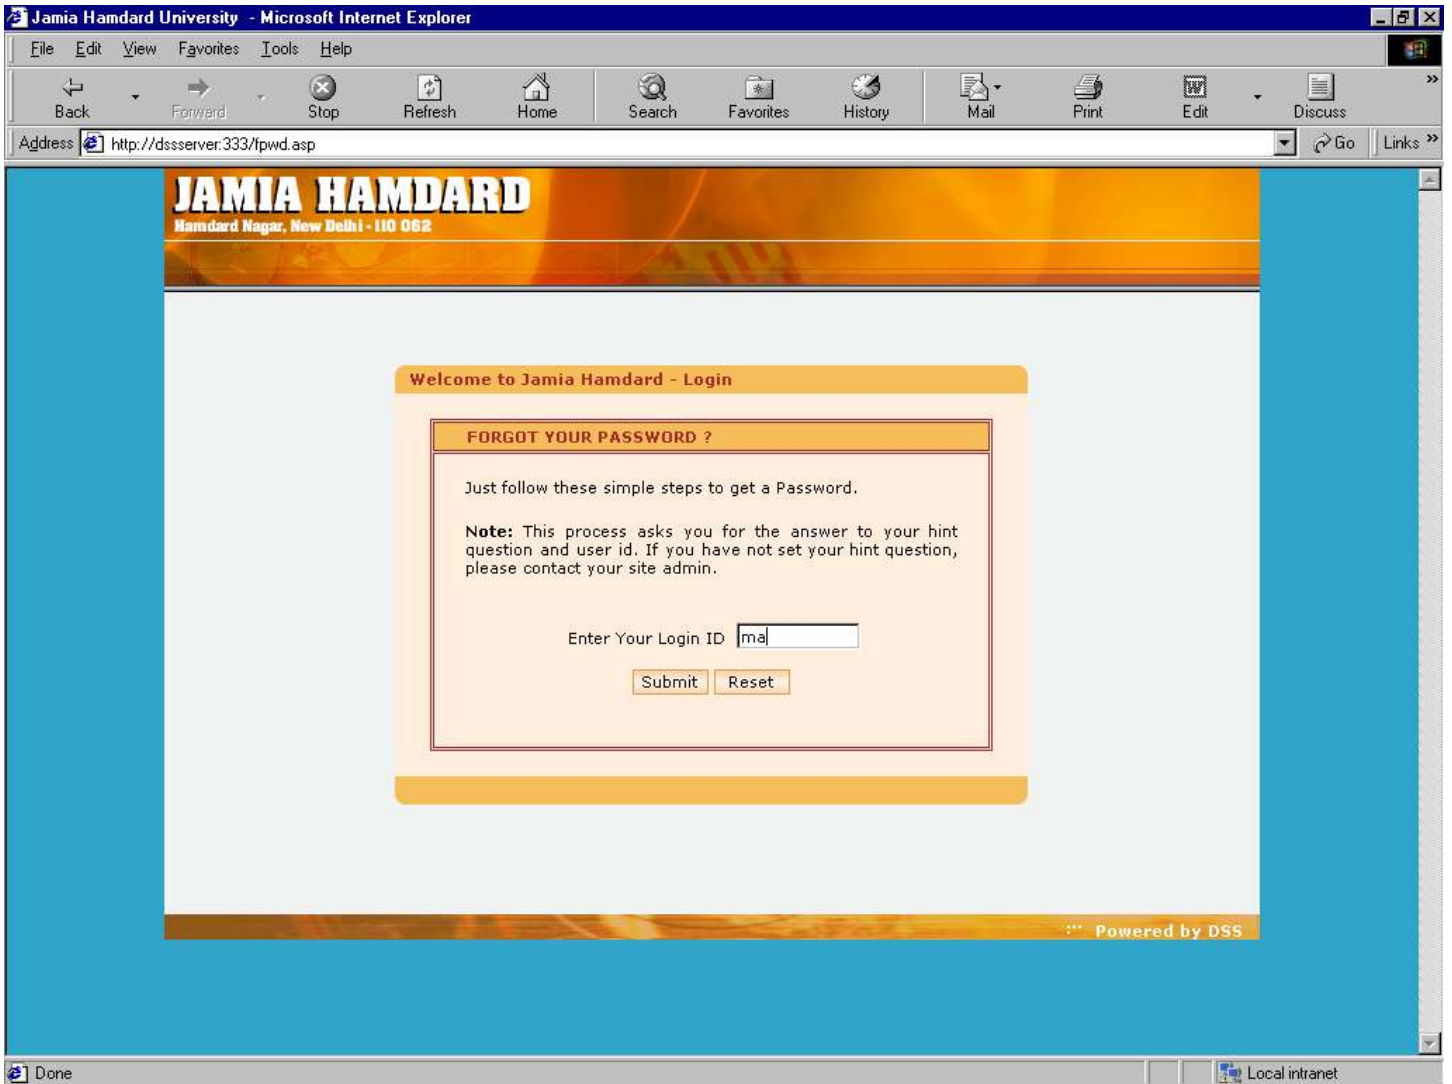 Jamia Hamdard University - Microsoft Internet Explorer
File Edit View Favorites Tools Help
Back Forward Stop Refresh Home Search Favorites History Mail Print Edit Discuss »
Address http://dssserver:333/fpwd.asp Go Links »
JAMIA HAMDARD
Hamdard Nagar, New Delhi - 110 062
Welcome to Jamia Hamdard - Login
FORGOT YOUR PASSWORD ?
Just follow these simple steps to get a Password.
Note: This process asks you for the answer to your hint
question and user id. If you have not set your hint question,
please contact your site admin.
Enter Your Login ID ma
Submit Reset
Powered by DSS
Done Local intranet